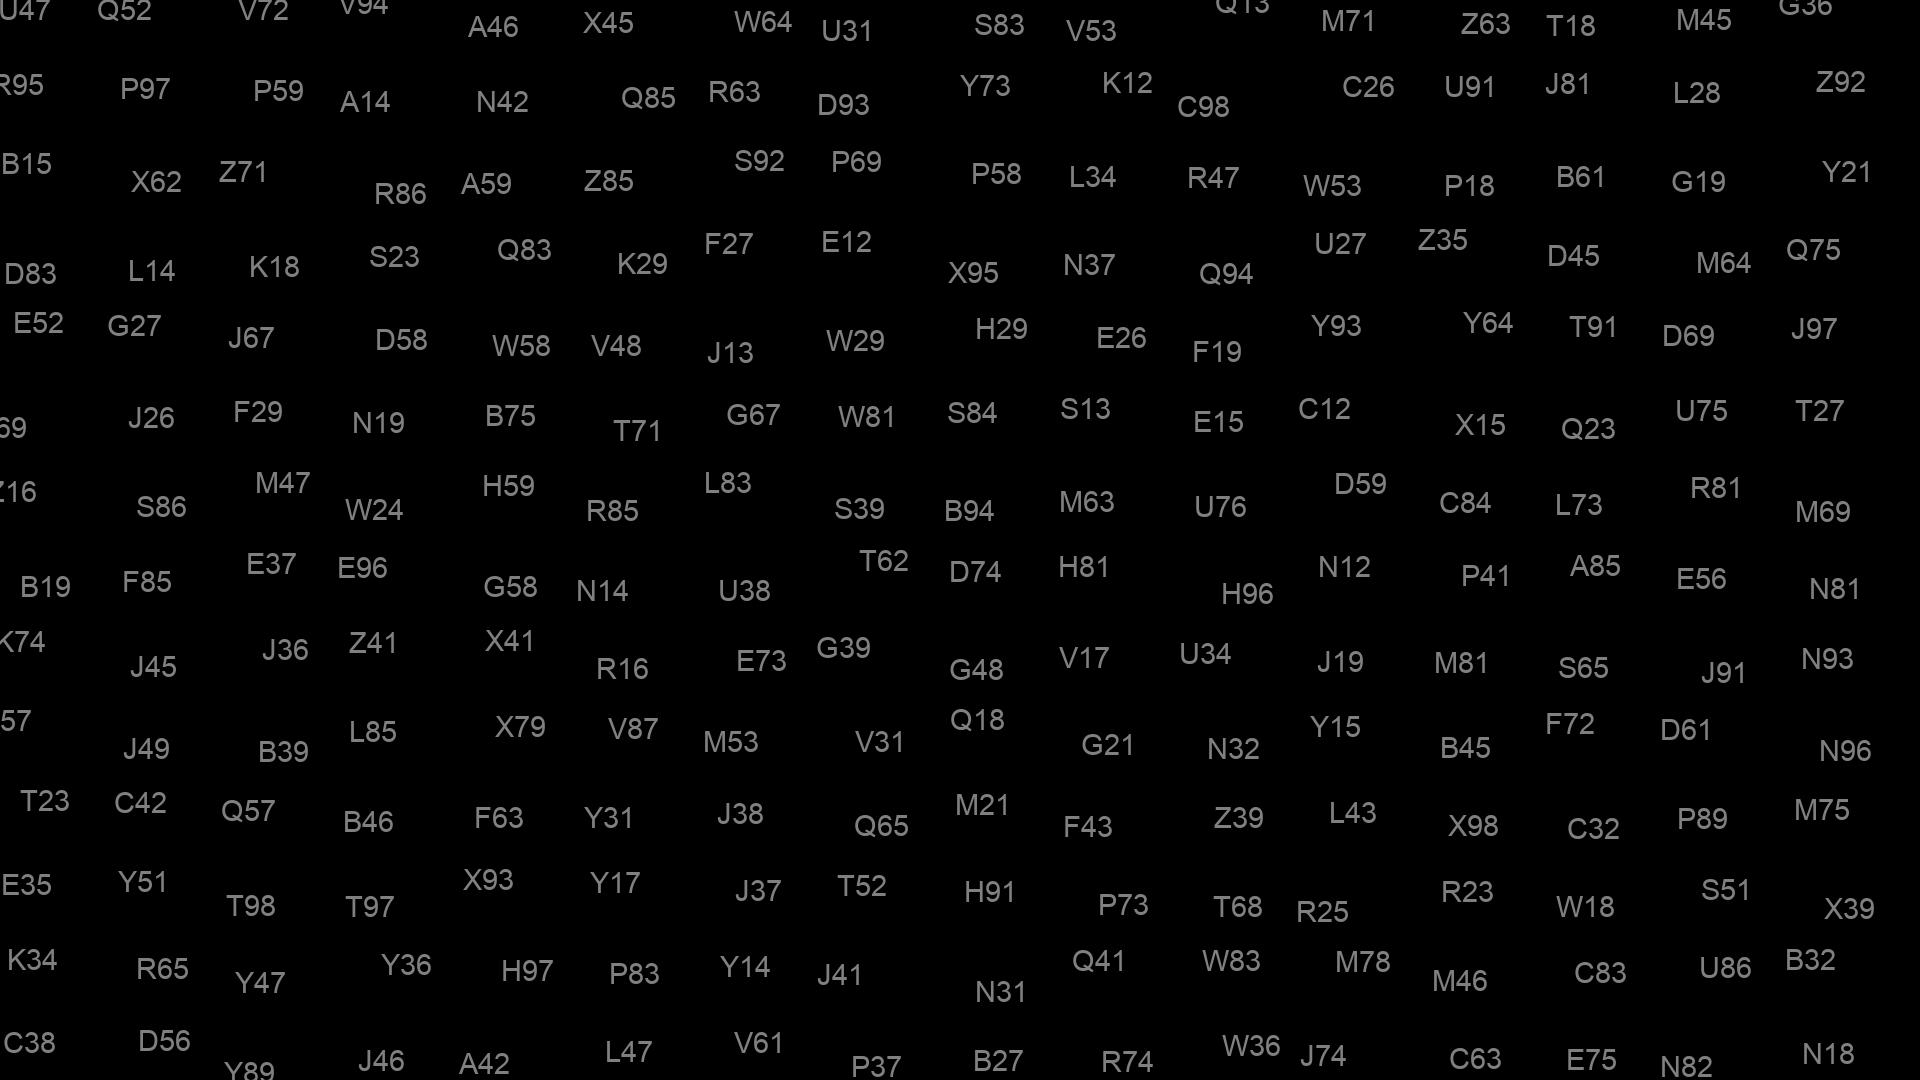 U47 Q52 V72 V94 A46 X45 W64 U31 S83 V53 Q13 M71 Z63 T18 M45 G36
R95 P97 P59 A14 N42 Q85 R63 D93 Y73 K12 C98 C26 U91 J81 L28 Z92
B15 X62 Z71 R86 A59 Z85 S92 P69 P58 L34 R47 W53 P18 B61 G19 Y21
D83 L14 K18 S23 Q83 K29 F27 E12 X95 N37 Q94 U27 Z35 D45 M64 Q75
E52 G27 J67 D58 W58 V48 J13 W29 H29 E26 F19 Y93 Y64 T91 D69 J97
69 J26 F29 N19 B75 T71 G67 W81 S84 S13 E15 C12 X15 Q23 U75 T27
Z16 S86 M47 W24 H59 R85 L83 S39 B94 M63 U76 D59 C84 L73 R81 M69
B19 F85 E37 E96 G58 N14 U38 T62 D74 H81 H96 N12 P41 A85 E56 N81
K74 J45 J36 Z41 X41 R16 E73 G39 G48 V17 U34 J19 M81 S65 J91 N93
57 J49 B39 L85 X79 V87 M53 V31 Q18 G21 N32 Y15 B45 F72 D61 N96
T23 C42 Q57 B46 F63 Y31 J38 Q65 M21 F43 Z39 L43 X98 C32 P89 M75
E35 Y51 T98 T97 X93 Y17 J37 T52 H91 P73 T68 R25 R23 W18 S51 X39
K34 R65 Y47 Y36 H97 P83 Y14 J41 N31 Q41 W83 M78 M46 C83 U86 B32
C38 D56 Y89 J46 A42 L47 V61 P37 B27 R74 W36 J74 C63 E75 N82 N18